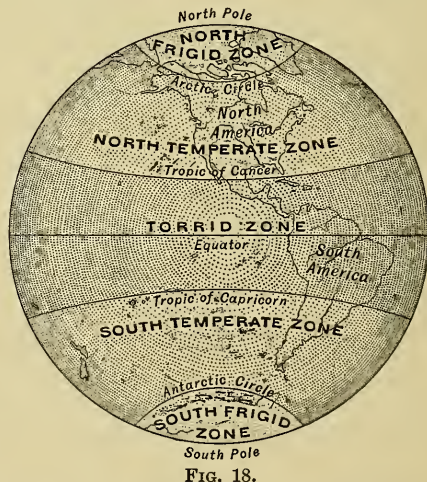 North Pole
NORTH
FRIGID ZONE
Arctic Circle
North
America
NORTH TEMPERATE ZONE
Tropic of Cancer
TORRID ZONE
Equator
South
America
Tropic of Capricorn
SOUTH TEMPERATE ZONE
Antarctic Circle
SOUTH FRIGID
ZONE
South Pole
FIG. 18.